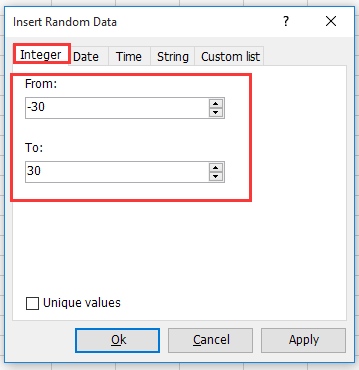 Insert Random Data ? ×
Integer Date Time String Custom list
From:
-30
To:
30
Unique values
Ok Cancel Apply